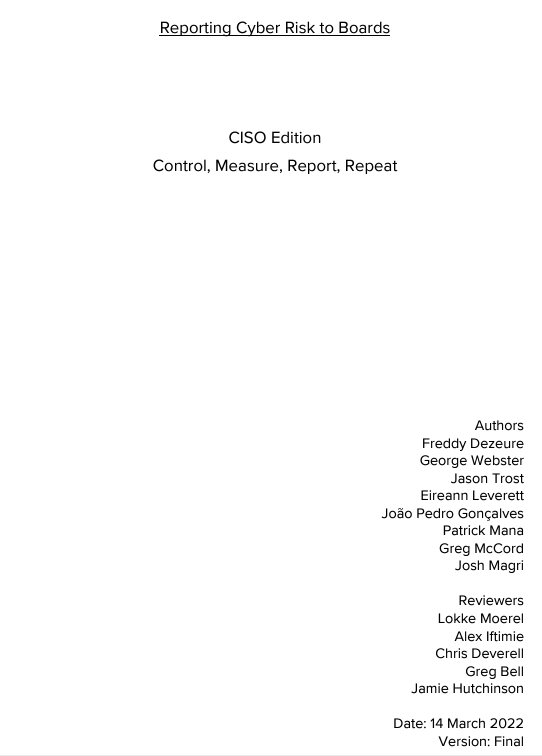 Reporting Cyber Risk to Boards
CISO Edition
Control, Measure, Report, Repeat
Authors
Freddy Dezeure
George Webster
Jason Trost
Eireann Leverett
João Pedro Gonçalves
Patrick Mana
Greg McCord
Josh Magri
Reviewers
Lokke Moerel
Alex Iftimie
Chris Deverell
Greg Bell
Jamie Hutchinson
Date: 14 March 2022
Version: Final